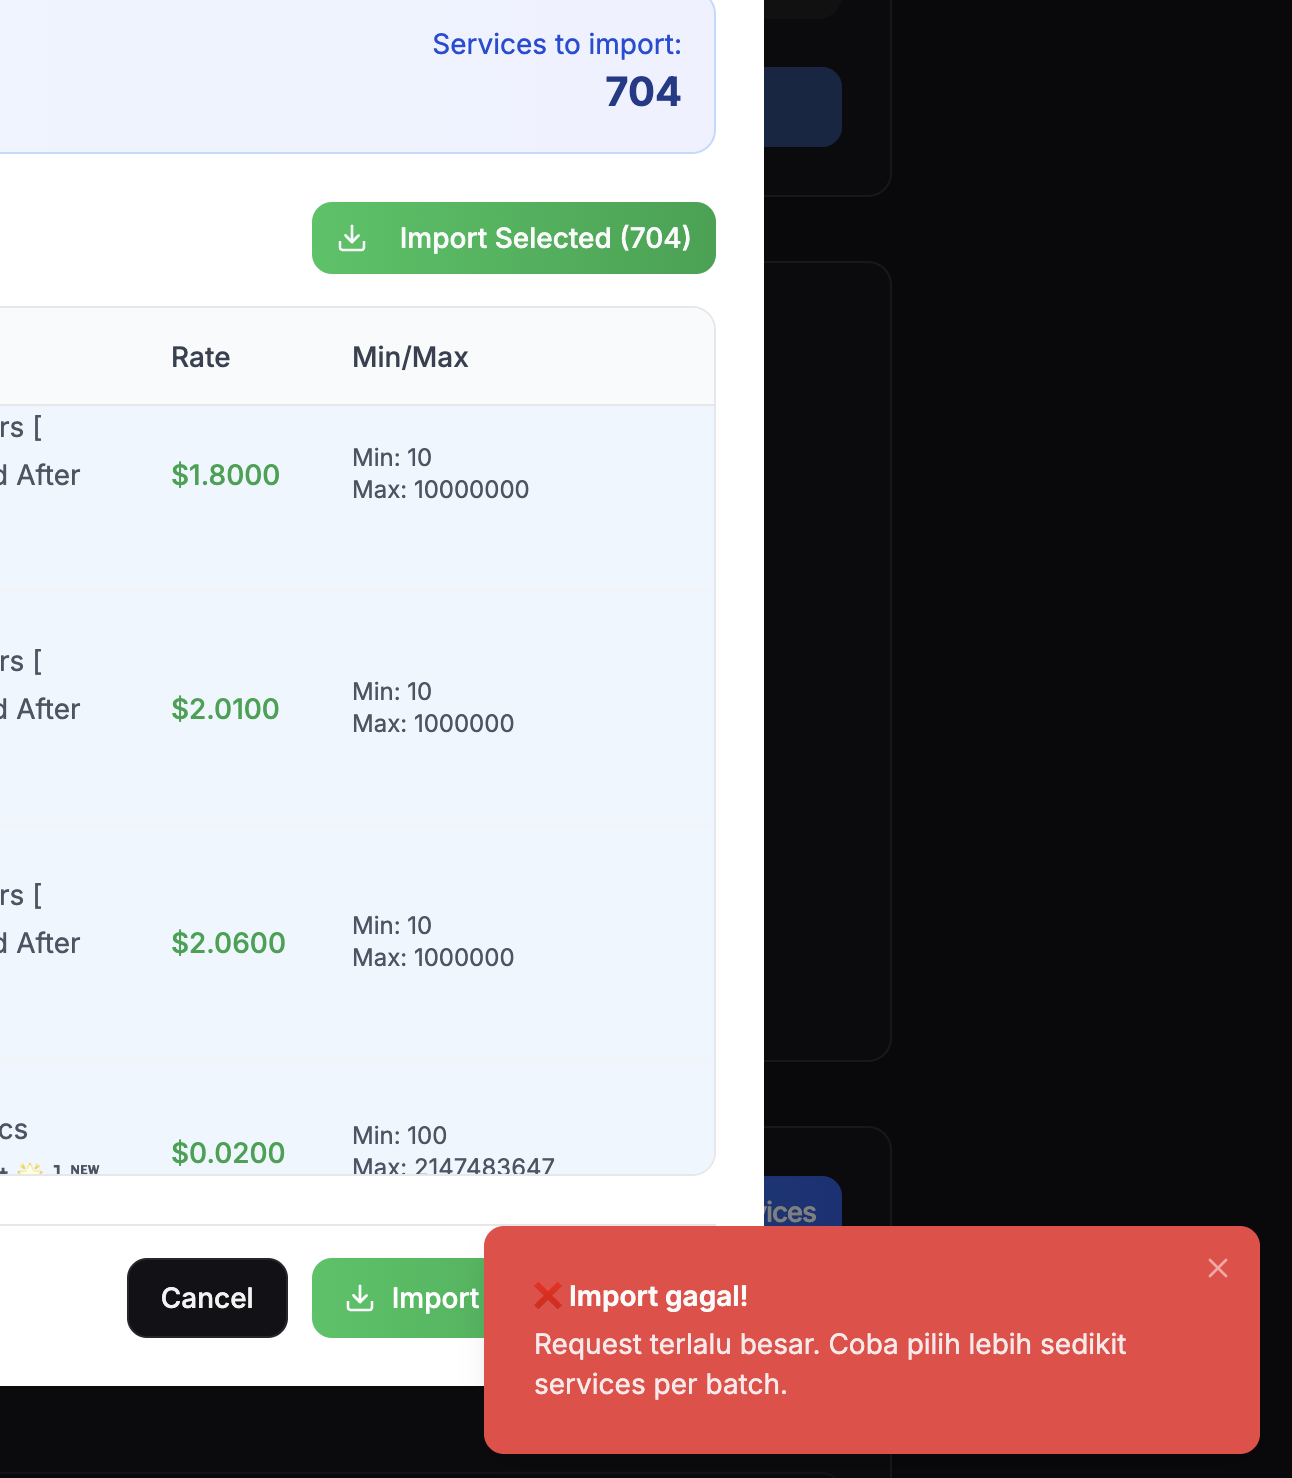 Services to import:
704
Import Selected (704)
Rate
Min/Max
rs [
d After
$1.8000
Min: 10
Max: 10000000
rs [
d After
$2.0100
Min: 10
Max: 1000000
rs [
d After
$2.0600
Min: 10
Max: 1000000
cs
1 NEW
$0.0200
Min: 100
Max: 2147483647
vices
Cancel
Import
❌ Import gagal!
Request terlalu besar. Coba pilih lebih sedikit
services per batch.